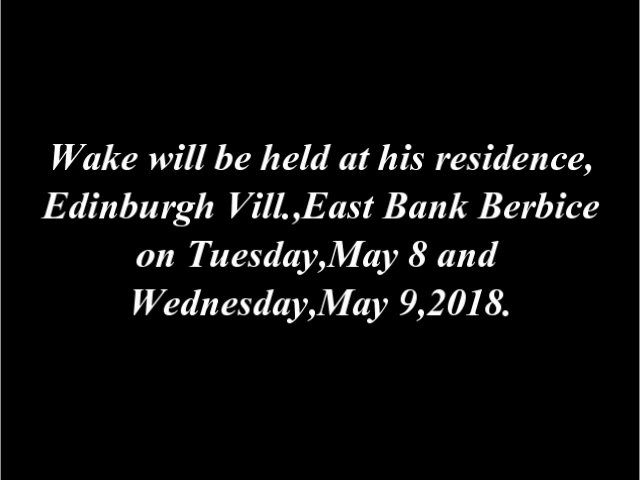 Wake will be held at his residence,
Edinburgh Vill.,East Bank Berbice
on Tuesday,May 8 and
Wednesday,May 9,2018.